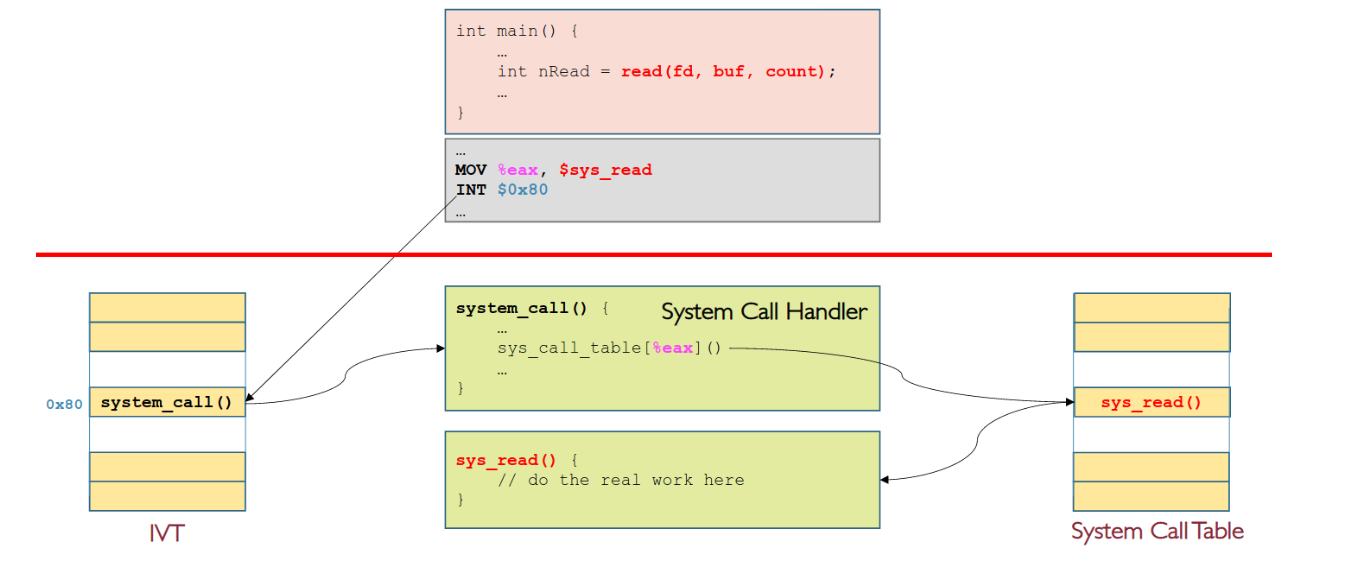 int main() {
…
int nRead = read(fd, buf, count);
…
}
…
MOV %eax, $sys_read
INT $0x80
…
system_call() {
System Call Handler
…
sys_call_table[%eax]()
…
}
0x80
system_call()
sys_read()
sys_read() {
// do the real work here
}
IVT
System Call Table